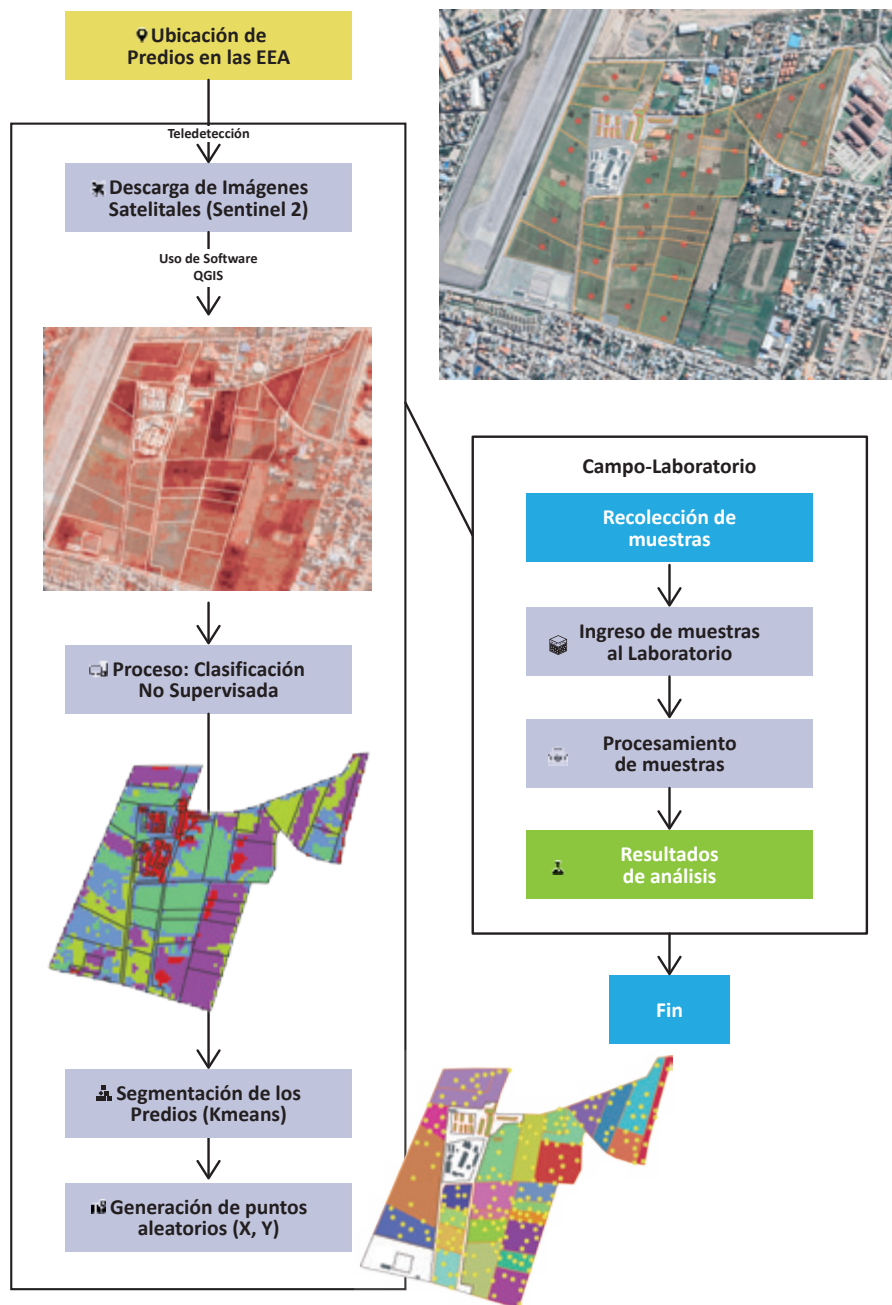 Ubicación de
Predios en las EEA
Teledetección
Descarga de Imágenes
Satelitales (Sentinel 2)
Uso de Software
QGIS
Proceso: Clasificación
No Supervisada
Segmentación de los
Predios (Kmeans)
Generación de puntos
aleatorios (X, Y)
Campo-Laboratorio
Recolección de
muestras
Ingreso de muestras
al Laboratorio
Procesamiento
de muestras
Resultados
de análisis
Fin